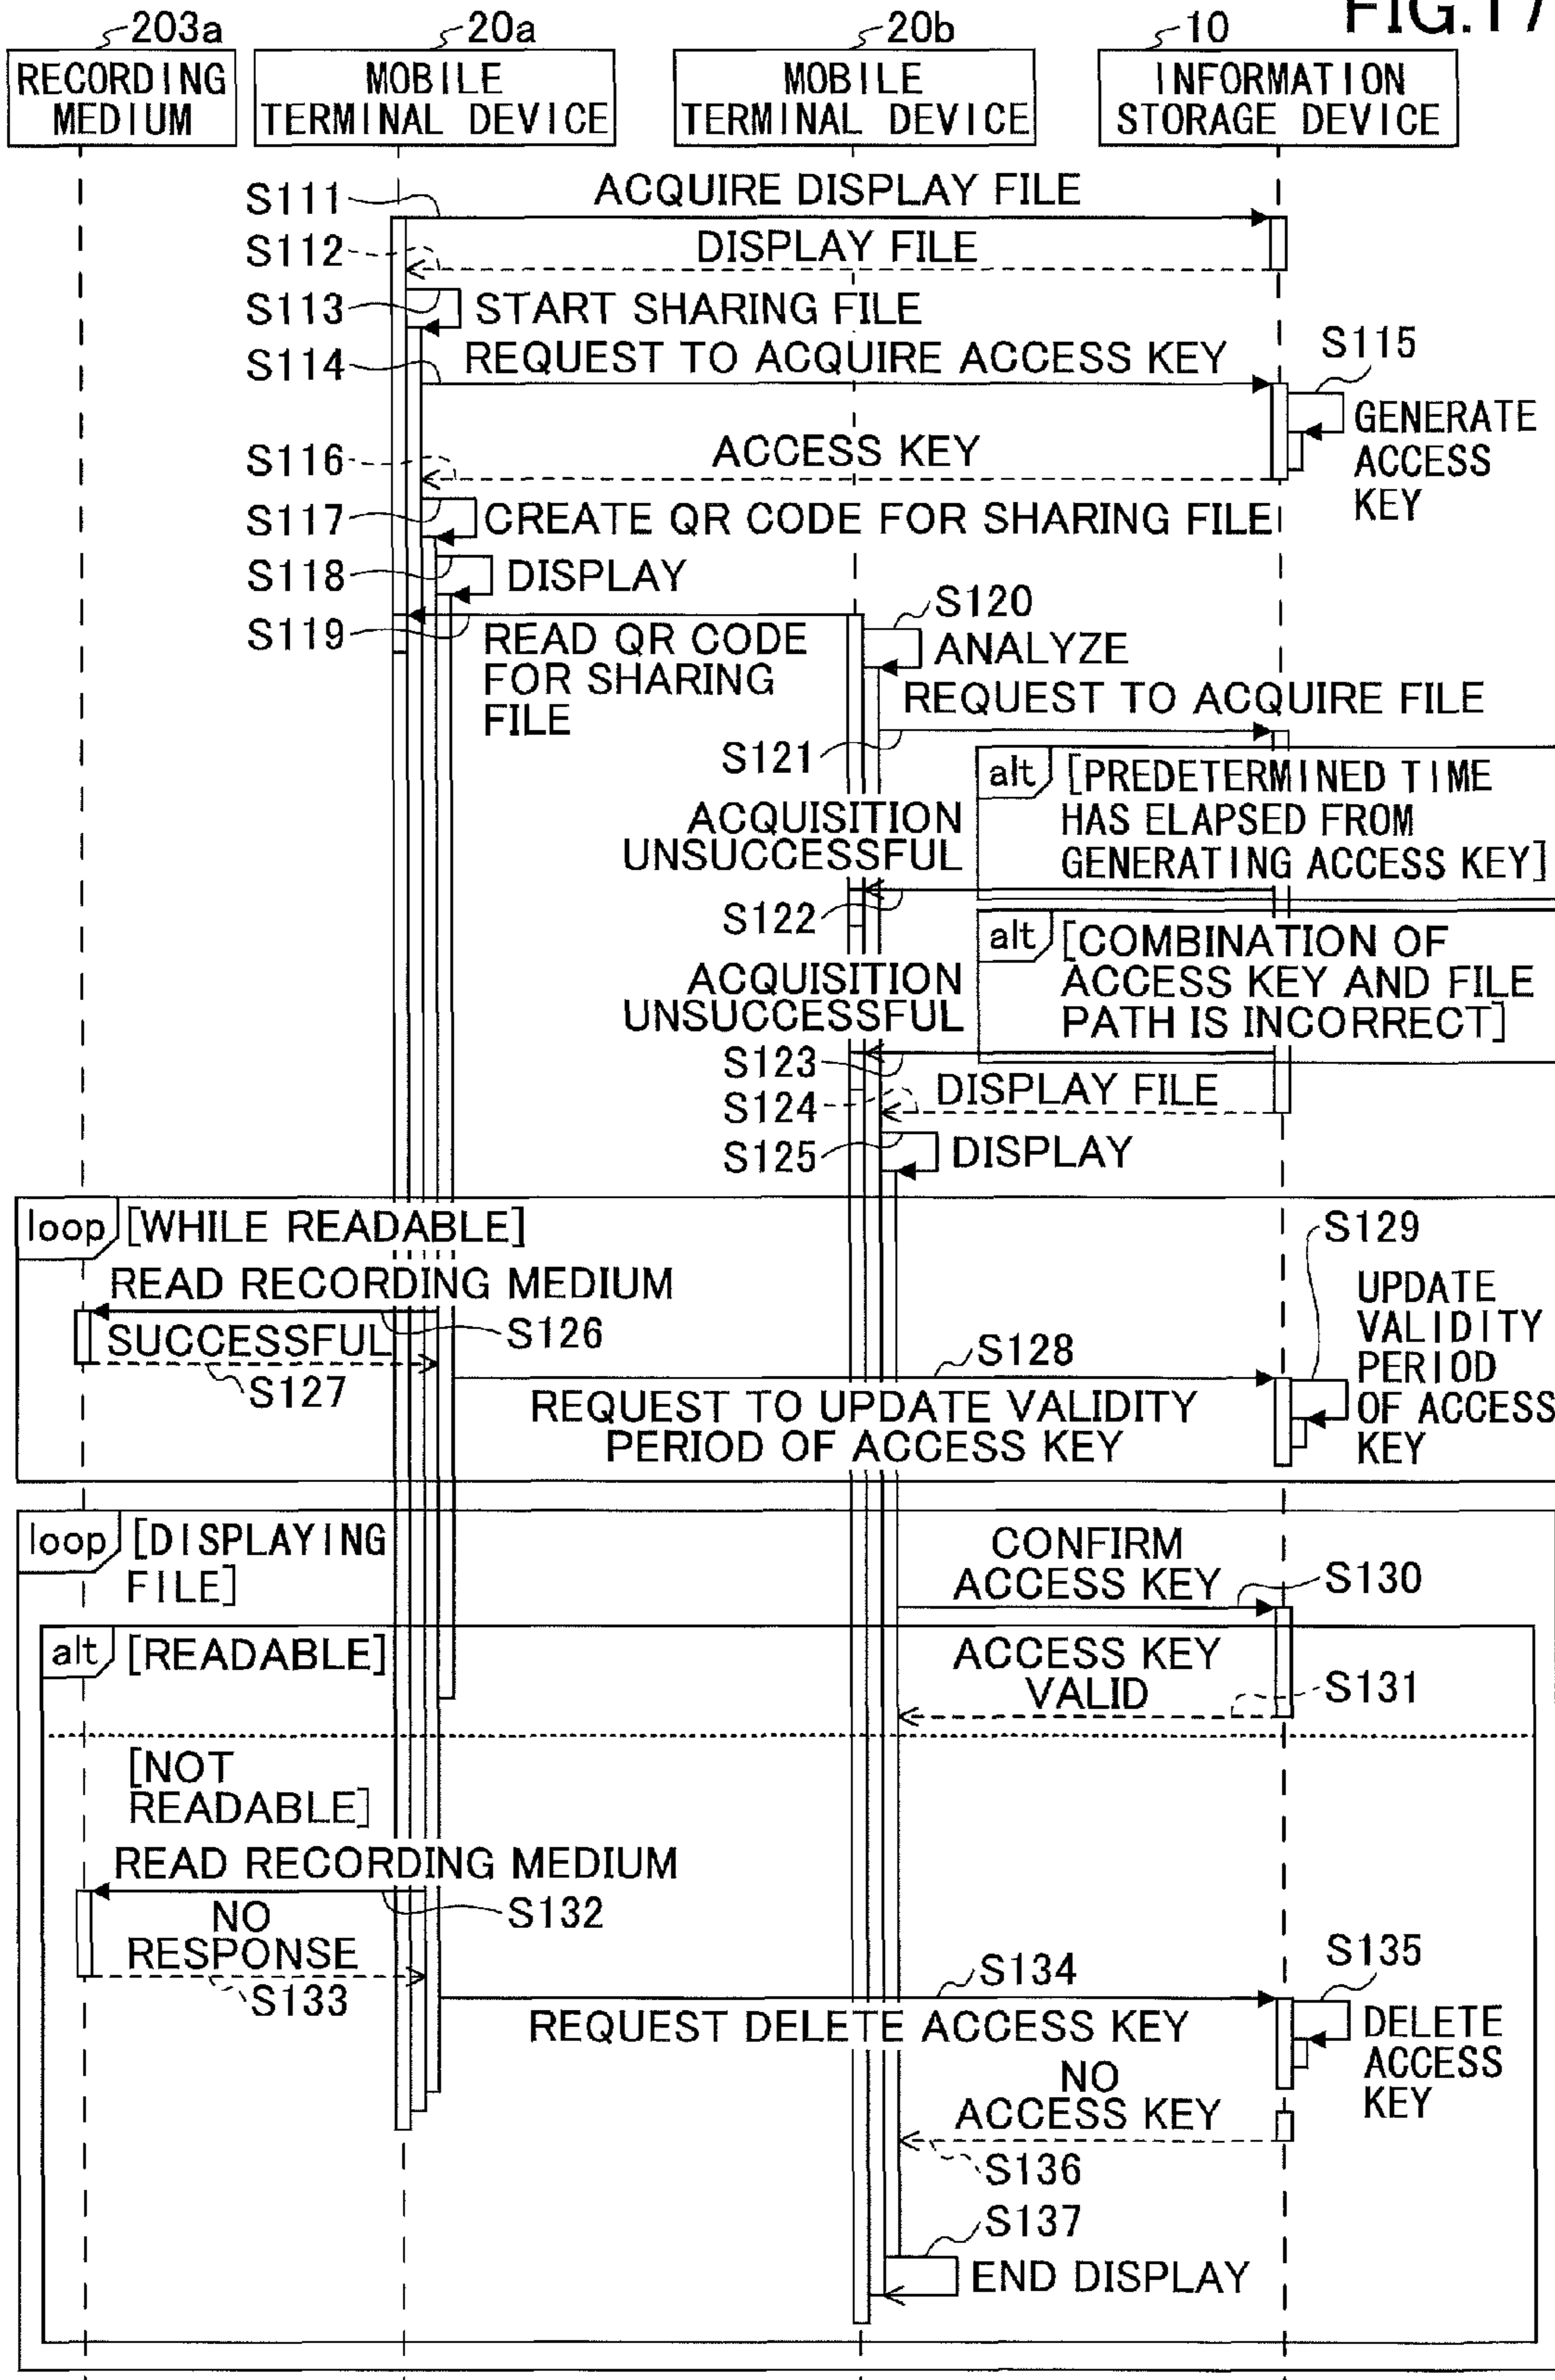 FIG.17
203a
20a
20b
10
RECORDING
MEDIUM
MOBILE
TERMINAL DEVICE
MOBILE
TERMINAL DEVICE
INFORMATION
STORAGE DEVICE
S111
ACQUIRE DISPLAY FILE
S112
DISPLAY FILE
S113
START SHARING FILE
S114
REQUEST TO ACQUIRE ACCESS KEY
S115
GENERATE
ACCESS
KEY
S116
ACCESS KEY
S117
CREATE QR CODE FOR SHARING FILE
S118
DISPLAY
S119
READ QR CODE
FOR SHARING
FILE
S120
ANALYZE
REQUEST TO ACQUIRE FILE
S121
alt
[PREDETERMINED TIME
HAS ELAPSED FROM
GENERATING ACCESS KEY]
ACQUISITION
UNSUCCESSFUL
S122
alt
[COMBINATION OF
ACCESS KEY AND FILE
PATH IS INCORRECT]
ACQUISITION
UNSUCCESSFUL
S123
S124
DISPLAY FILE
S125
DISPLAY
loop
[WHILE READABLE]
READ RECORDING MEDIUM
S126
SUCCESSFUL
S127
S128
REQUEST TO UPDATE VALIDITY
PERIOD OF ACCESS KEY
S129
UPDATE
VALIDITY
PERIOD
OF ACCESS
KEY
loop
[DISPLAYING
FILE]
CONFIRM
ACCESS KEY
S130
alt
[READABLE]
ACCESS KEY
VALID
S131
[NOT
READABLE]
READ RECORDING MEDIUM
S132
NO
RESPONSE
S133
S134
REQUEST DELETE ACCESS KEY
S135
DELETE
ACCESS
KEY
NO
ACCESS KEY
S136
S137
END DISPLAY